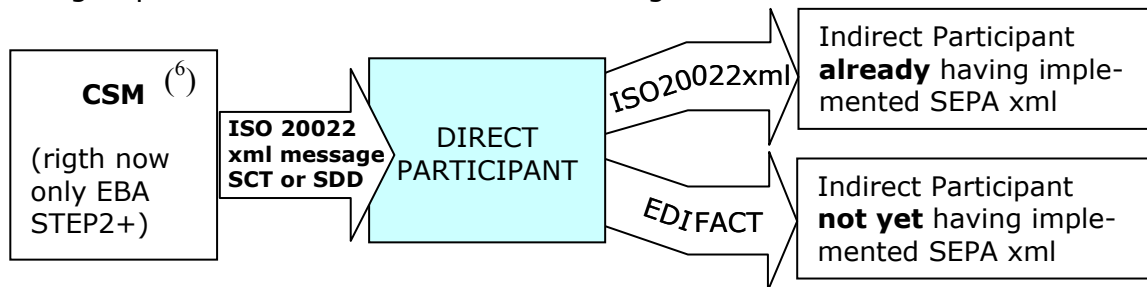 CSM (6)
(rigth now
only EBA
STEP2+)
ISO 20022
xml message
SCT or SDD
DIRECT
PARTICIPANT
ISO20022xml
EDIFACT
Indirect Participant
already having imple-
mented SEPA xml
Indirect Participant
not yet having imple-
mented SEPA xml